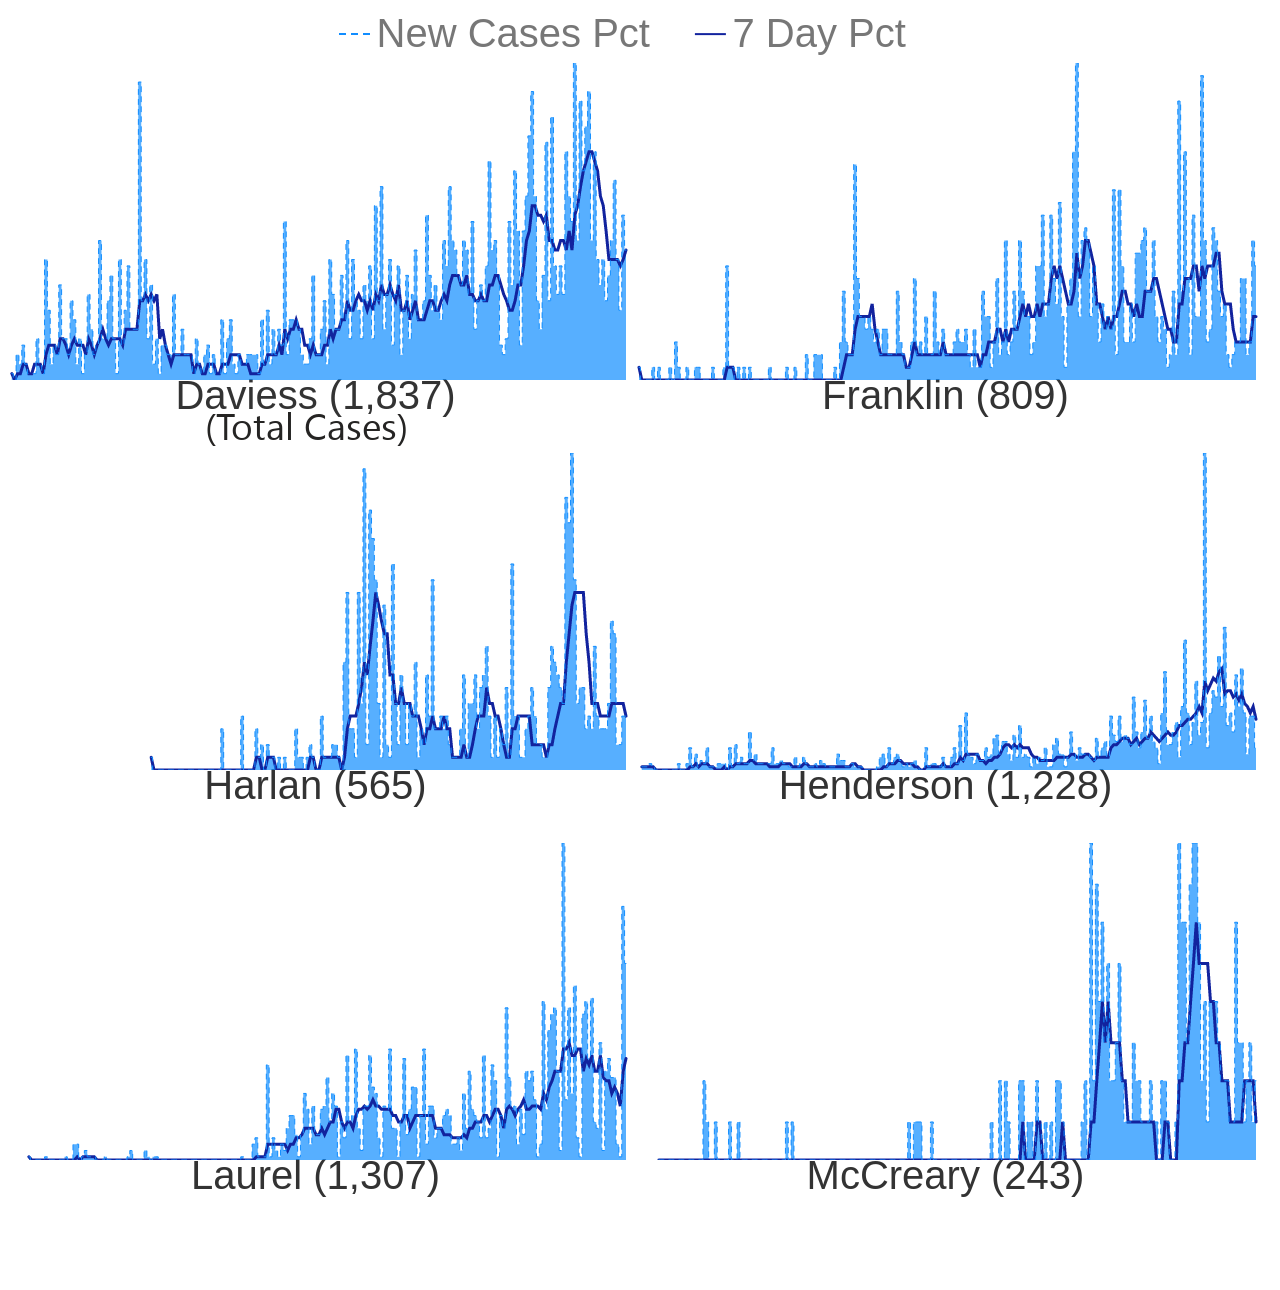 New Cases Pct 7 Day Pct
Daviess (1,837) Franklin (809)
(Total Cases)
Harlan (565) Henderson (1,228)
Laurel (1,307) McCreary (243)